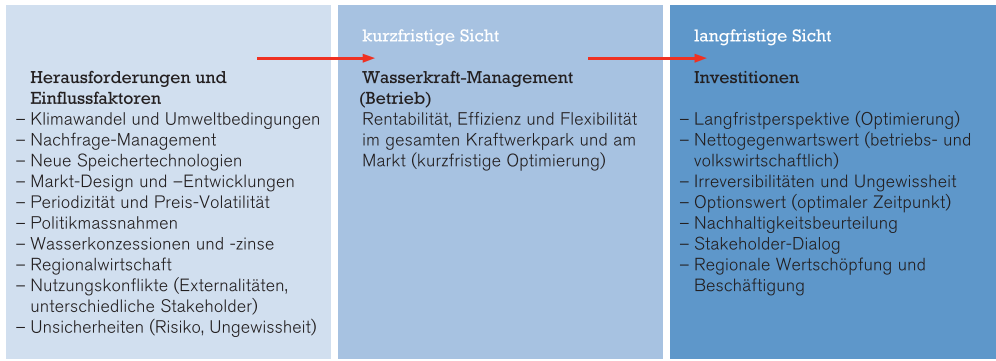 Herausforderungen und
Einflussfaktoren
– Klimawandel und Umweltbedingungen
– Nachfrage-Management
– Neue Speichertechnologien
– Markt-Design und –Entwicklungen
– Periodizität und Preis-Volatilität
– Politikmassnahmen
– Wasserkonzessionen und -zinse
– Regionalwirtschaft
– Nutzungskonflikte (Externalitäten,
unterschiedliche Stakeholder)
– Unsicherheiten (Risiko, Ungewissheit)
kurzfristige Sicht
Wasserkraft-Management
(Betrieb)
Rentabilität, Effizienz und Flexibilität
im gesamten Kraftwerkpark und am
Markt (kurzfristige Optimierung)
langfristige Sicht
Investitionen
– Langfristperspektive (Optimierung)
– Nettogegenwartswert (betriebs- und
volkswirtschaftlich)
– Irreversibilitäten und Ungewissheit
– Optionswert (optimaler Zeitpunkt)
– Nachhaltigkeitsbeurteilung
– Stakeholder-Dialog
– Regionale Wertschöpfung und
Beschäftigung